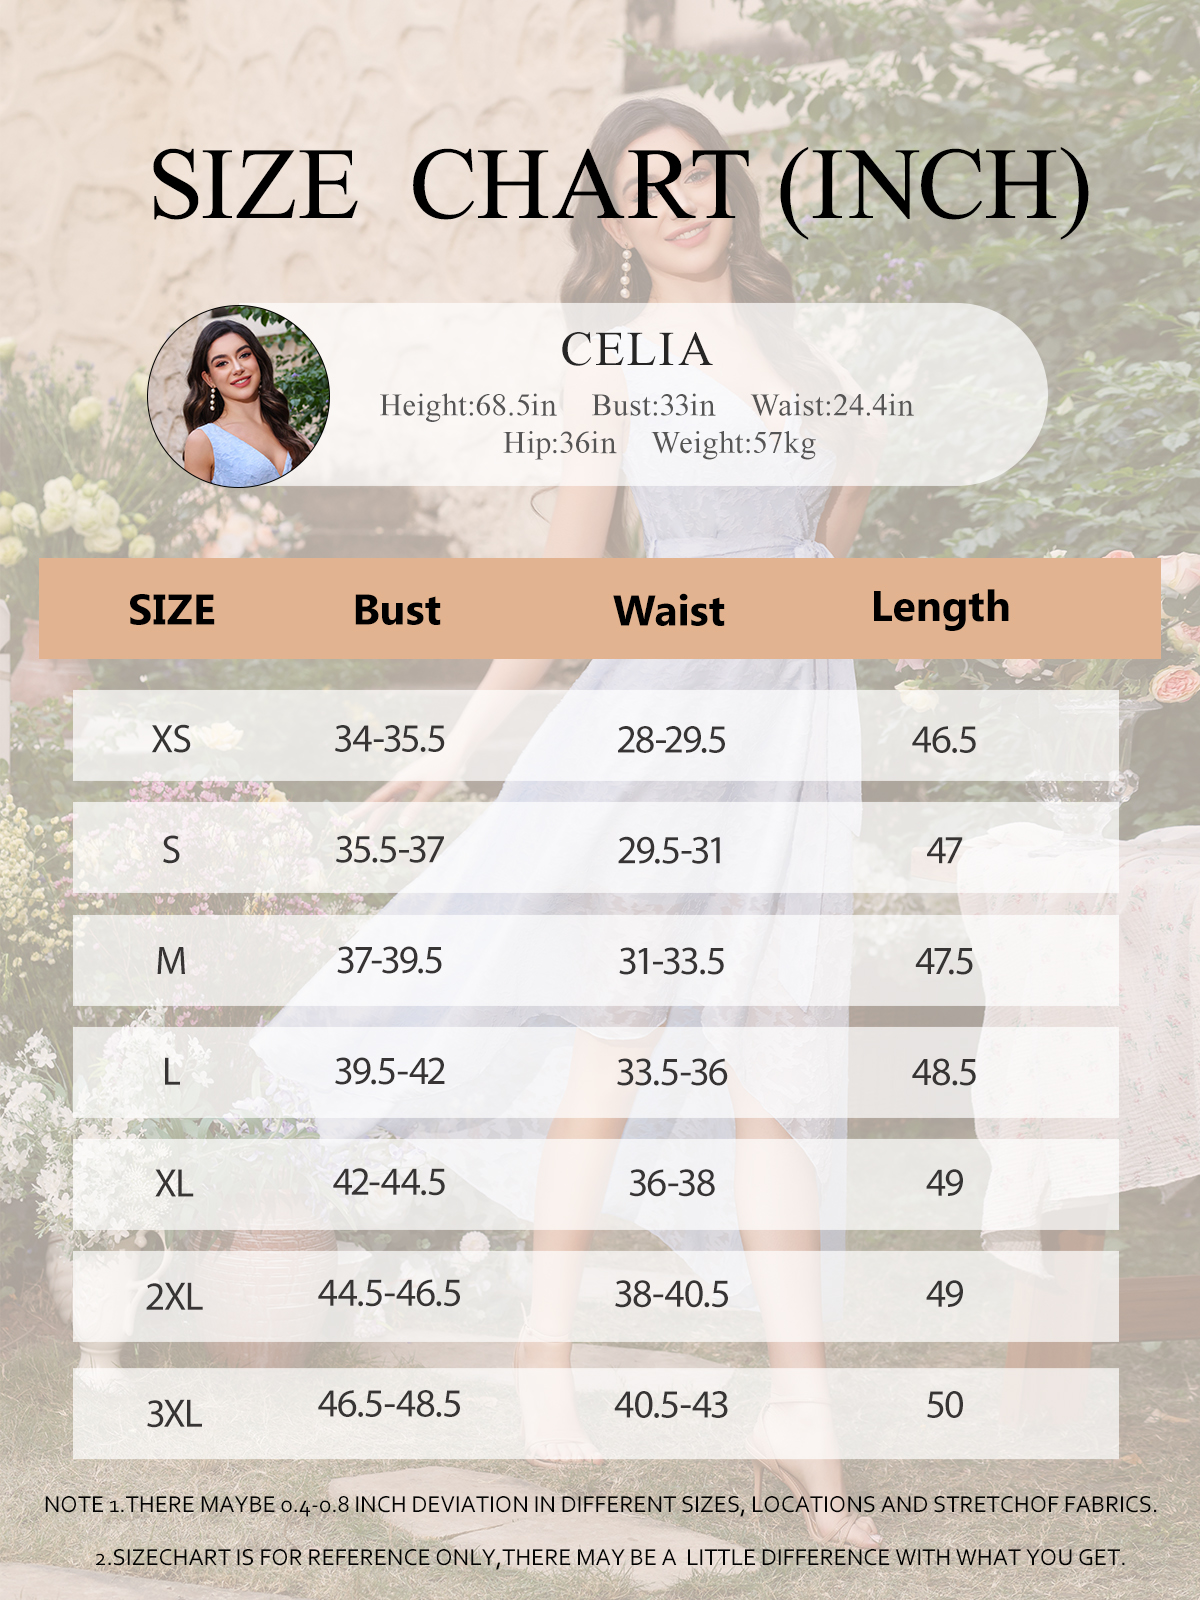 SIZE CHART (INCH)
CELIA
Height:68.5in Bust:33in Waist:24.4in
Hip:36in Weight:57kg
SIZE Bust Waist Length
XS 34-35.5 28-29.5 46.5
S 35.5-37 29.5-31 47
M 37-39.5 31-33.5 47.5
L 39.5-42 33.5-36 48.5
XL 42-44.5 36-38 49
2XL 44.5-46.5 38-40.5 49
3XL 46.5-48.5 40.5-43 50
NOTE 1.THERE MAYBE 0.4-0.8 INCH DEVIATION IN DIFFERENT SIZES, LOCATIONS AND STRETCHOF FABRICS.
2.SIZECHART IS FOR REFERENCE ONLY,THERE MAY BE A LITTLE DIFFERENCE WITH WHAT YOU GET.